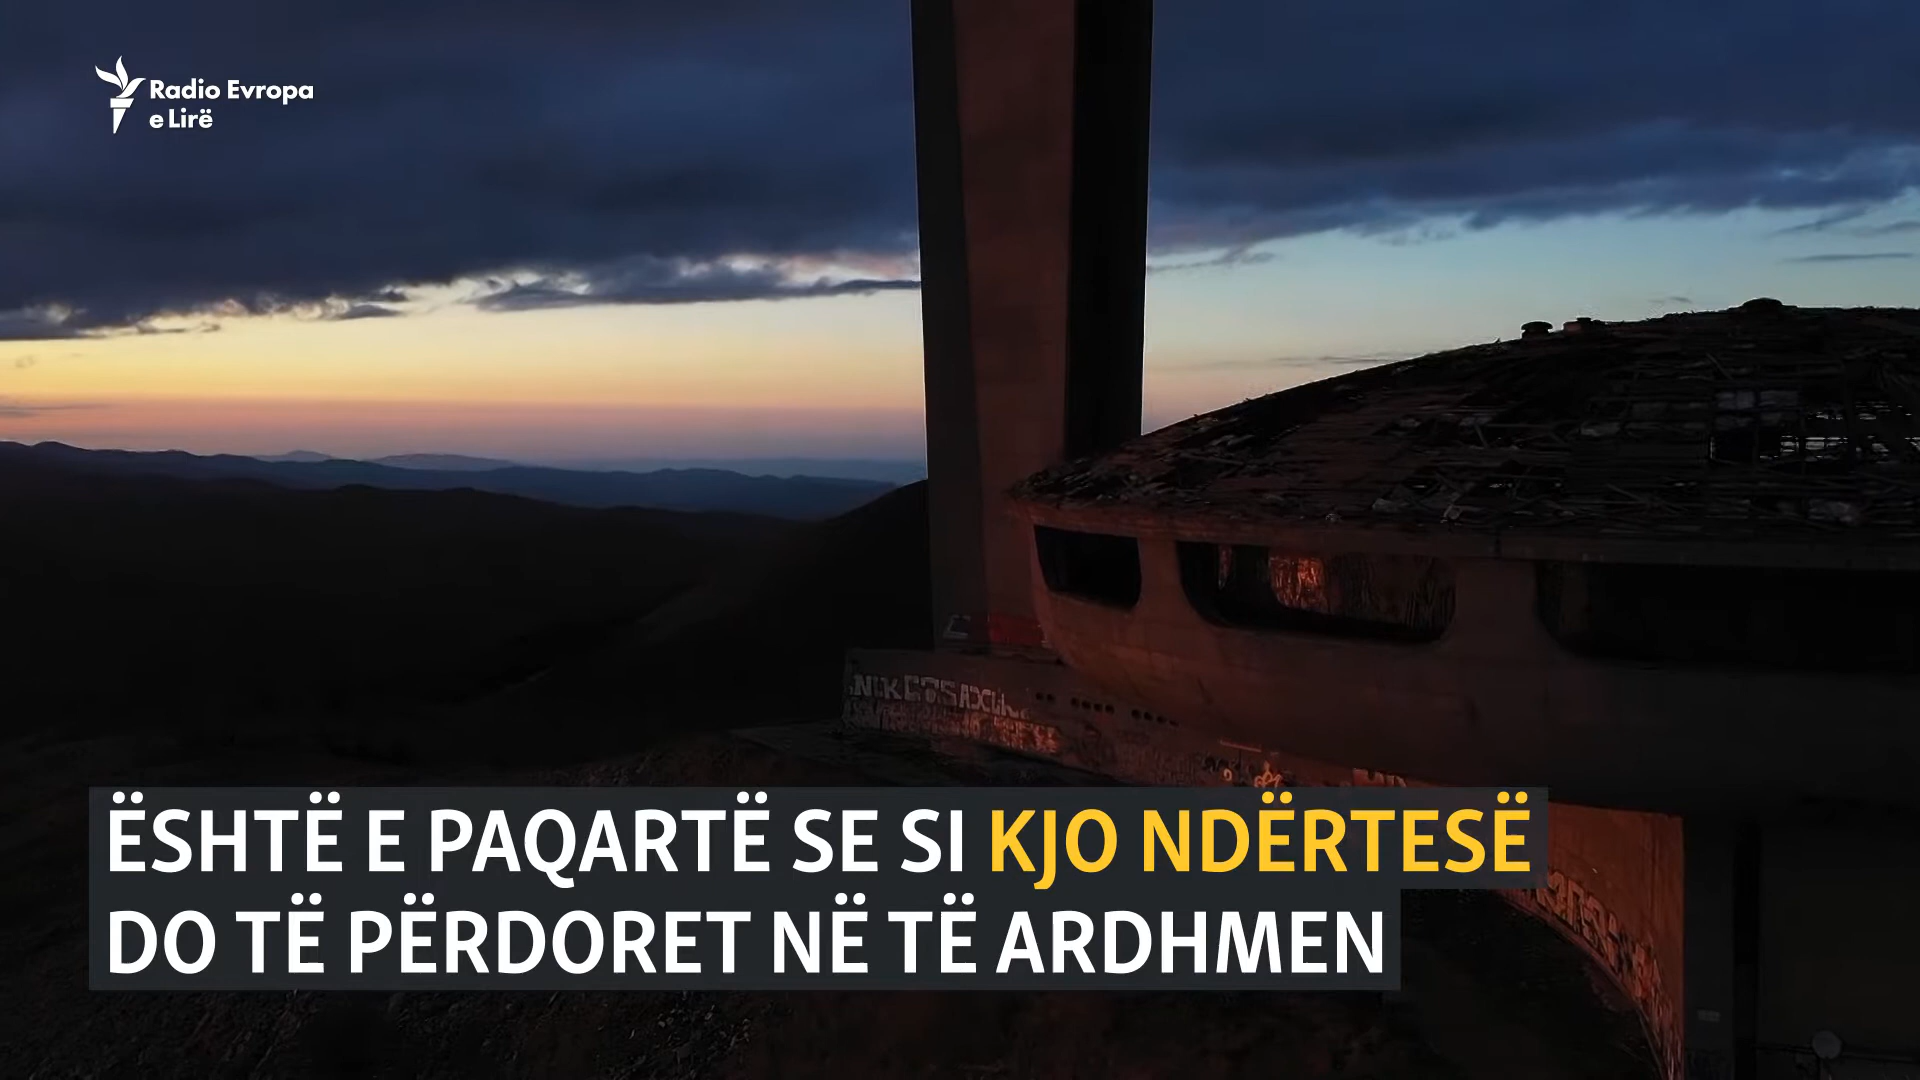 Radio Evropa
e Lirë
ËSHTË E PAQARTË SE SI KJO NDËRTESË
DO TË PËRDORET NË TË ARDHMEN